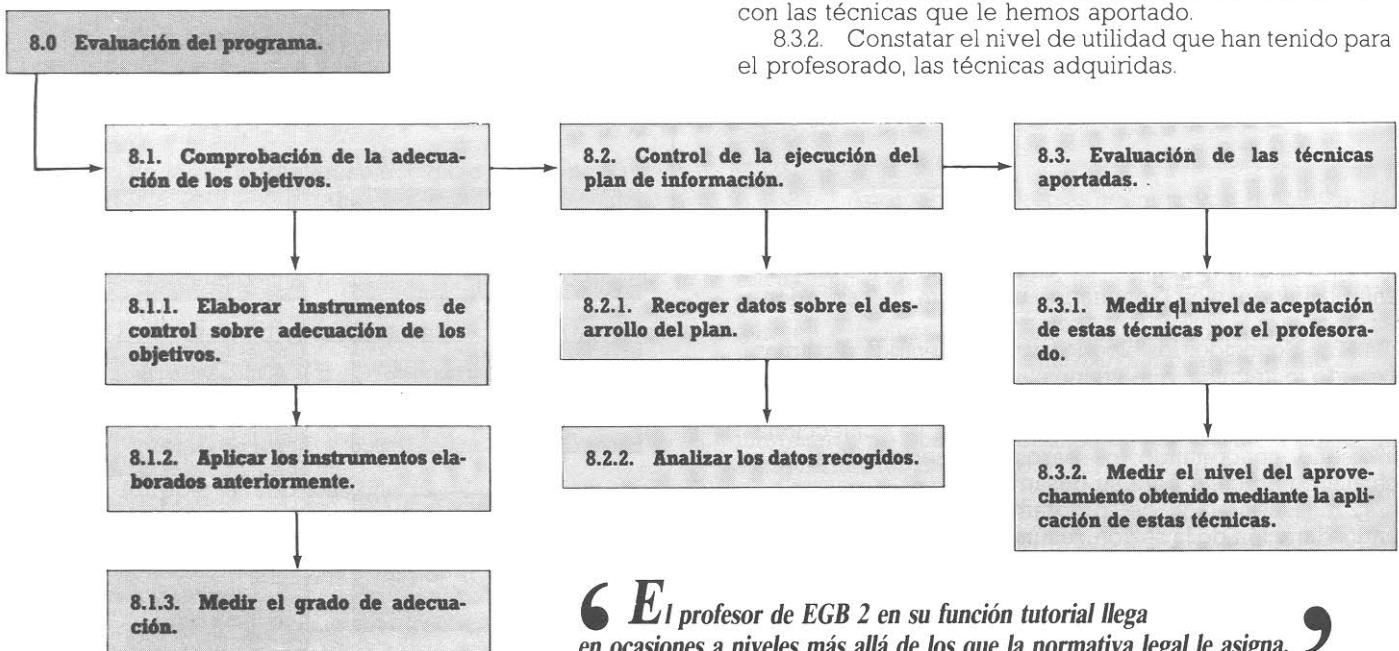 con las técnicas que le hemos aportado.
8.3.2. Constatar el nivel de utilidad que han tenido para
el profesorado, las técnicas adquiridas.
8.0 Evaluación del programa.
8.1. Comprobación de la adecua-
ción de los objetivos.
8.2. Control de la ejecución del
plan de información.
8.3. Evaluación de las técnicas
aportadas.
8.1.1. Elaborar instrumentos de
control sobre adecuación de los
objetivos.
8.2.1. Recoger datos sobre el des-
arrollo del plan.
8.3.1. Medir el nivel de aceptación
de estas técnicas por el profesora-
do.
8.1.2. Aplicar los instrumentos ela-
borados anteriormente.
8.2.2. Analizar los datos recogidos.
8.3.2. Medir el nivel del aprove-
chamiento obtenido mediante la apli-
cación de estas técnicas.
8.1.3. Medir el grado de adecua-
ción.
‘El profesor de EGB 2 en su función tutorial llega
en ocasiones a niveles más allá de los que la normativa legal le asigna.’